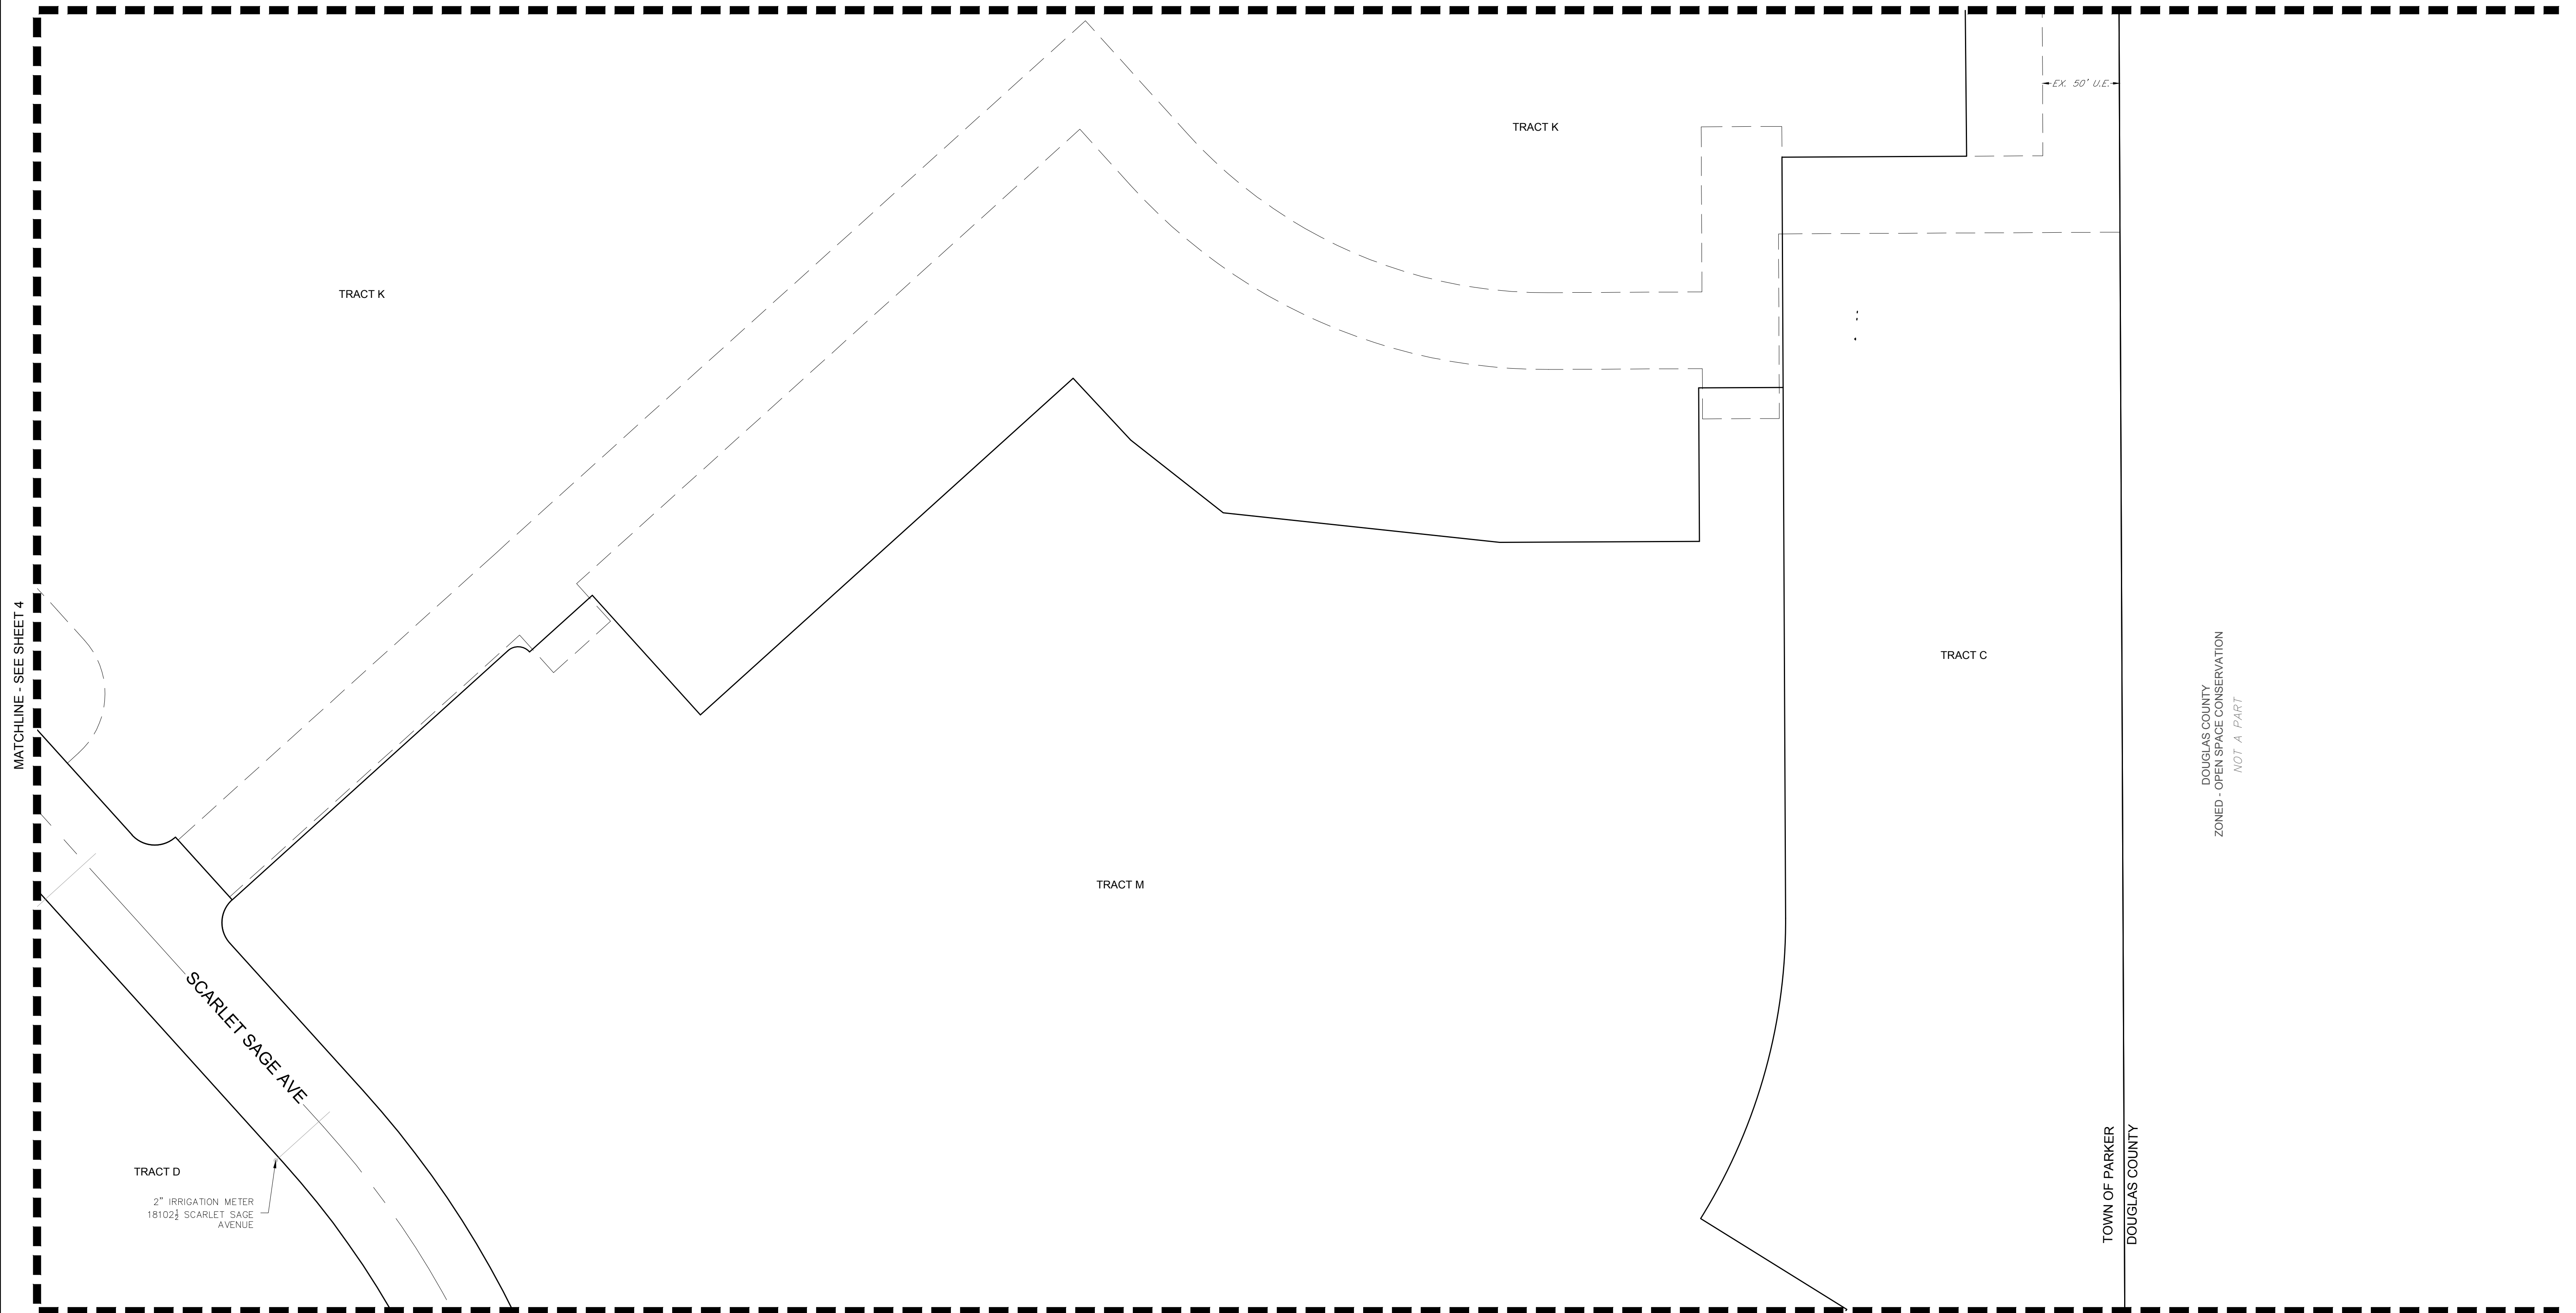 EX. 50' U.E.
TRACT K
TRACT K
MATCHLINE - SEE SHEET 4
TRACT C
DOUGLAS COUNTY
ZONED - OPEN SPACE CONSERVATION
NOT A PART
TRACT M
SCARLET SAGE AVE
TRACT D
2" IRRIGATION METER
18102½ SCARLET SAGE
AVENUE
TOWN OF PARKER
DOUGLAS COUNTY